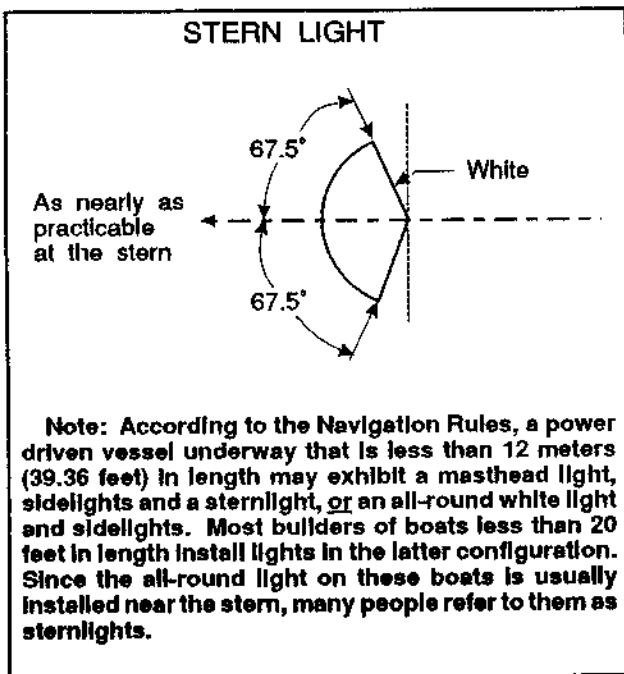 STERN LIGHT
67.5°
White
As nearly as
practicable
at the stern
67.5°
Note: According to the Navigation Rules, a power
driven vessel underway that is less than 12 meters
(39.36 feet) in length may exhibit a masthead light,
sidelights and a sternlight, or an all-round white light
and sidelights. Most builders of boats less than 20
feet in length install lights in the latter configuration.
Since the all-round light on these boats is usually
installed near the stern, many people refer to them as
sternlights.